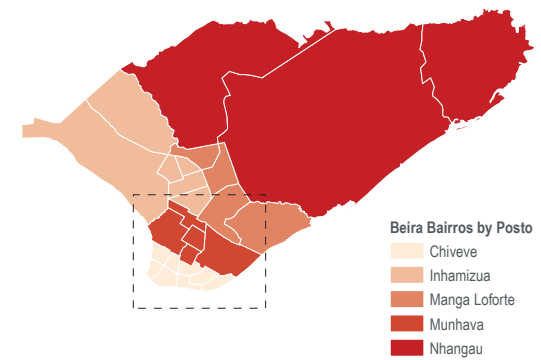 Beira Bairros by Posto
Chiveve
Inhamizua
Manga Loforte
Munhava
Nhangau